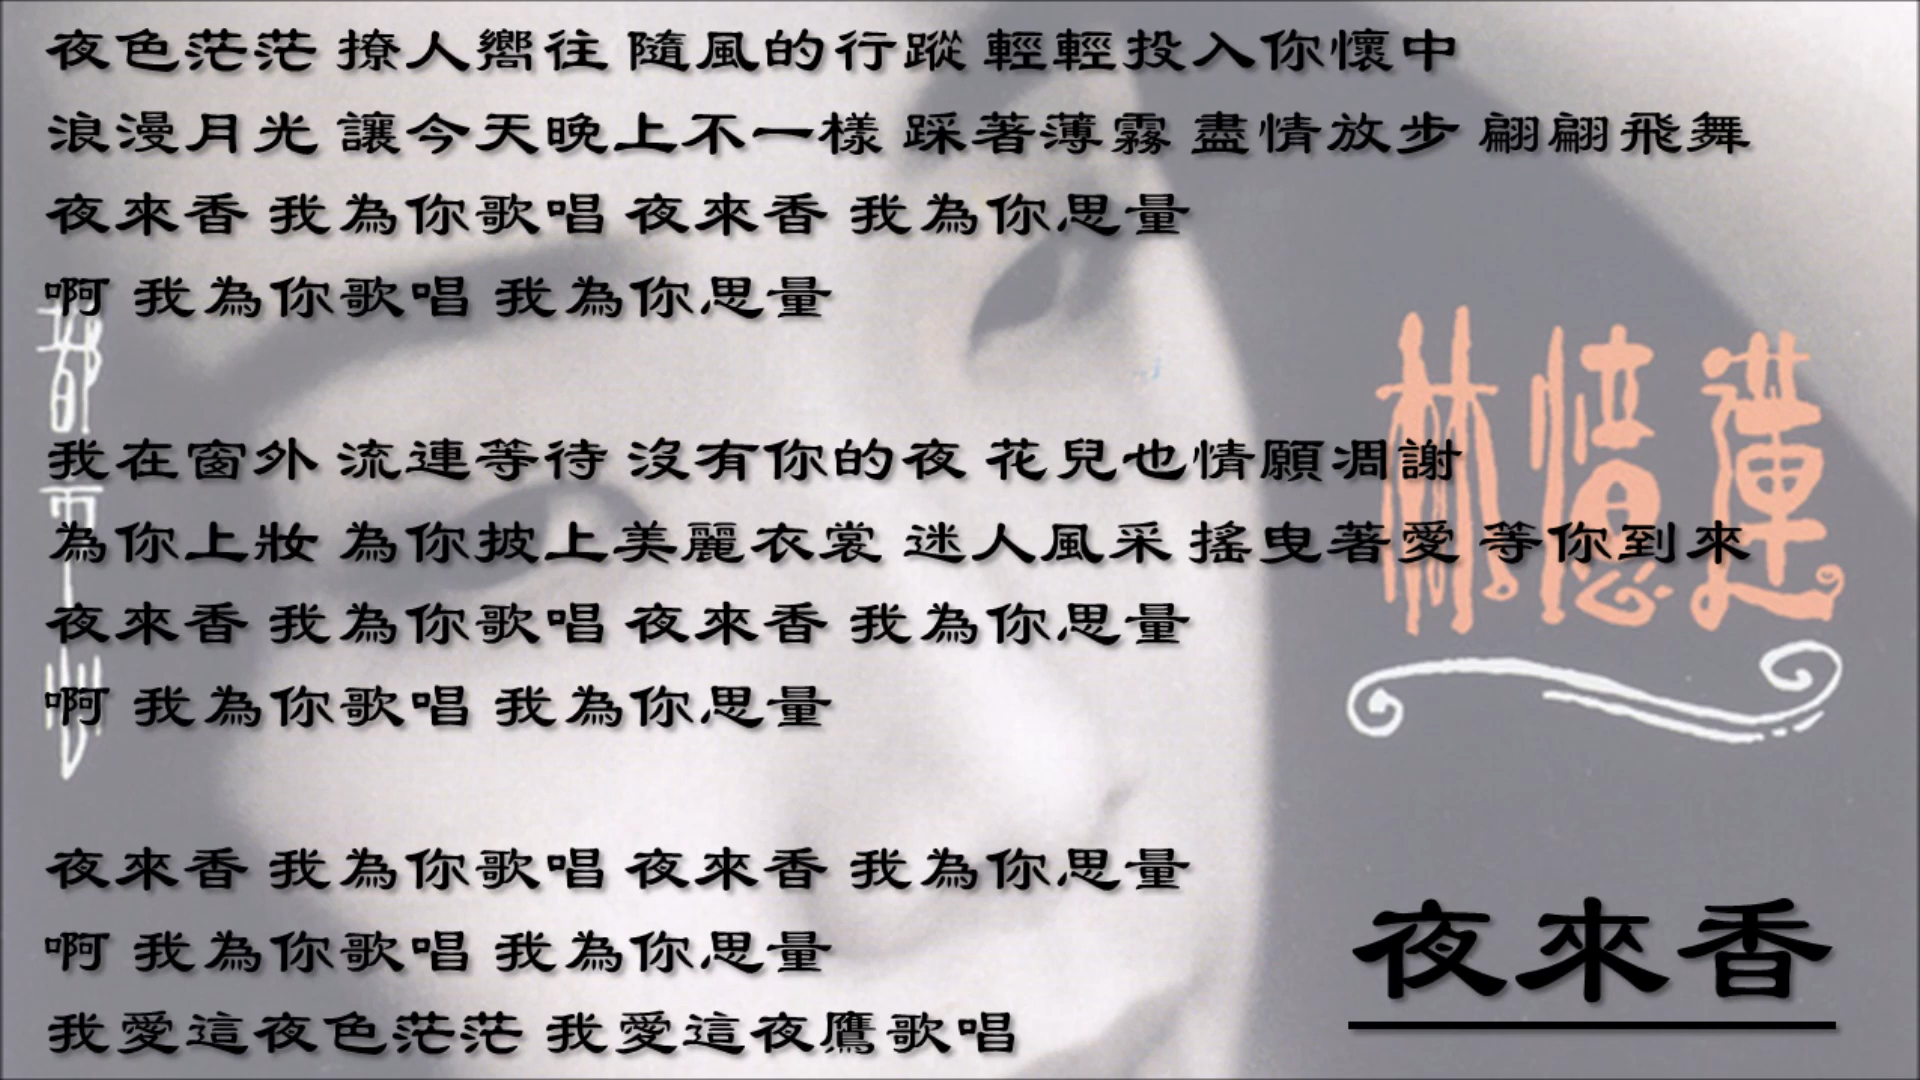 夜色茫茫 撩人嚮往 隨風的行蹤 輕輕投入你懷中
浪漫月光 讓今天晚上不一樣 踩著薄霧 盡情放步 翩翩飛舞
夜來香 我為你歌唱 夜來香 我為你思量
啊 我為你歌唱 我為你思量
我在窗外 流連等待 沒有你的夜 花兒也情願凋謝
為你上妝 為你披上美麗衣裳 迷人風采 搖曳著愛 等你到來
夜來香 我為你歌唱 夜來香 我為你思量
啊 我為你歌唱 我為你思量
夜來香 我為你歌唱 夜來香 我為你思量
啊 我為你歌唱 我為你思量
我愛這夜色茫茫 我愛這夜鷹歌唱
都市心
林憶蓮
夜來香